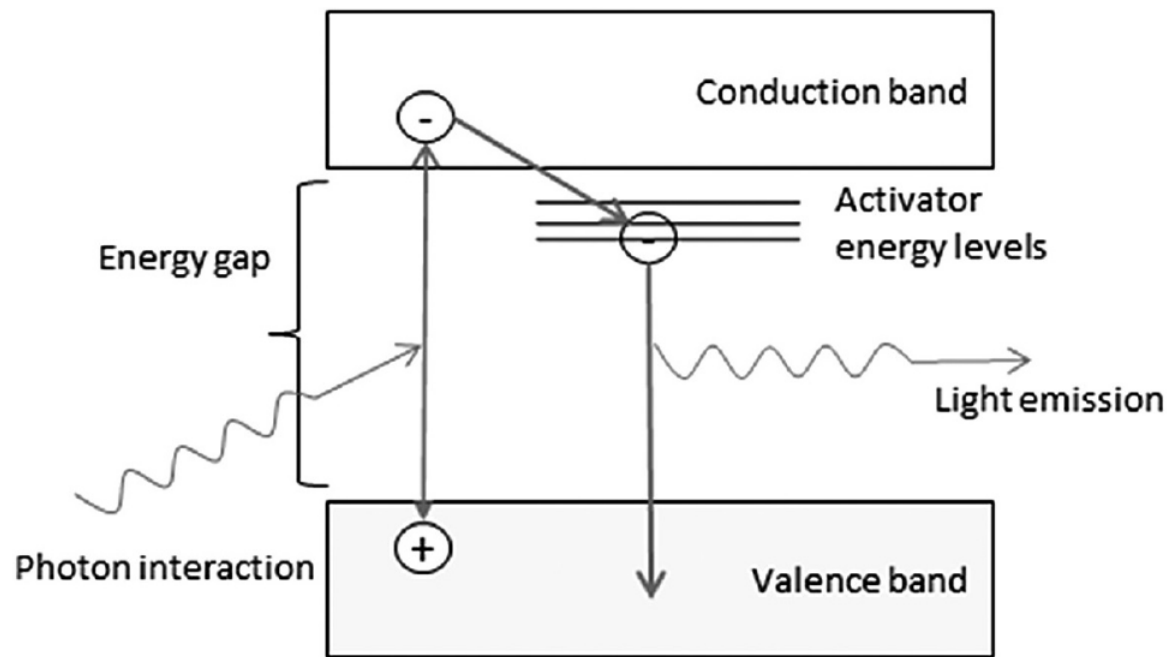 Conduction band
-
Activator
energy levels
-
Energy gap
Light emission
+
Photon interaction
Valence band